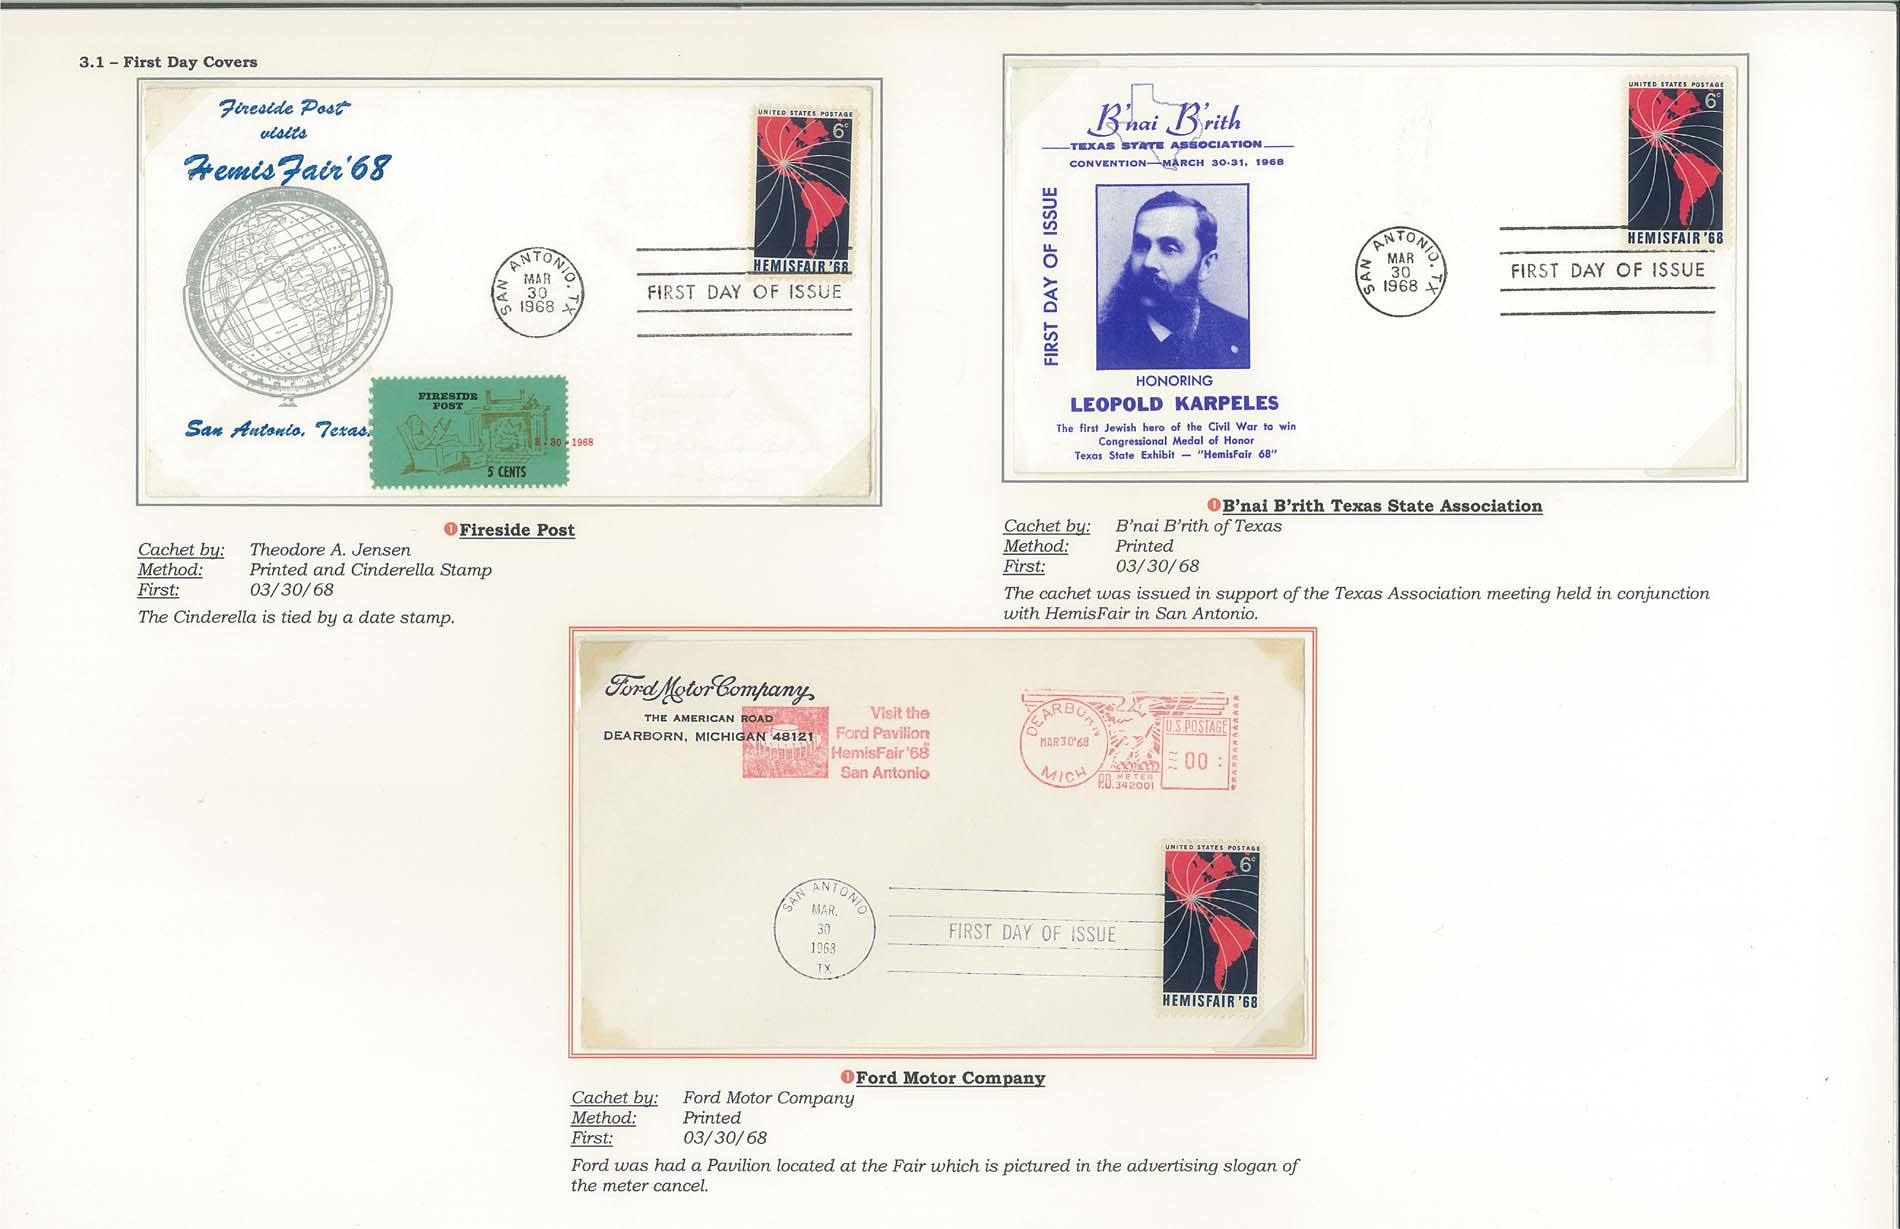 3.1 – First Day Covers
Fireside Post
visits
HemisFair '68
San Antonio, Texas.
UNITED STATES POSTAGE
6c
HEMISFAIR '68
SAN ANTONIO, TX
MAR
30
1968
FIRST DAY OF ISSUE
FIRESIDE
POST
- 30 - 1968
5 CENTS
❶Fireside Post
Cachet by: Theodore A. Jensen
Method: Printed and Cinderella Stamp
First: 03/30/68
The Cinderella is tied by a date stamp.
B'nai B'rith
TEXAS STATE ASSOCIATION
CONVENTION—MARCH 30-31, 1968
FIRST DAY OF ISSUE
HONORING
LEOPOLD KARPELES
The first Jewish hero of the Civil War to win
Congressional Medal of Honor
Texas State Exhibit — "HemisFair 68"
UNITED STATES POSTAGE
6c
HEMISFAIR '68
SAN ANTONIO, TX
MAR
30
1968
FIRST DAY OF ISSUE
❶B'nai B'rith Texas State Association
Cachet by: B'nai B'rith of Texas
Method: Printed
First: 03/30/68
The cachet was issued in support of the Texas Association meeting held in conjunction
with HemisFair in San Antonio.
Ford Motor Company,
THE AMERICAN ROAD
DEARBORN, MICHIGAN 48121
Visit the
Ford Pavilion
HemisFair '68
San Antonio
DEARBORN
MAR 30 '68
MICH
U.S. POSTAGE
00
METER
P.B. 342001
UNITED STATES POSTAGE
6c
HEMISFAIR '68
SAN ANTONIO
MAR.
30
1968
TX
FIRST DAY OF ISSUE
❶Ford Motor Company
Cachet by: Ford Motor Company
Method: Printed
First: 03/30/68
Ford was had a Pavilion located at the Fair which is pictured in the advertising slogan of
the meter cancel.